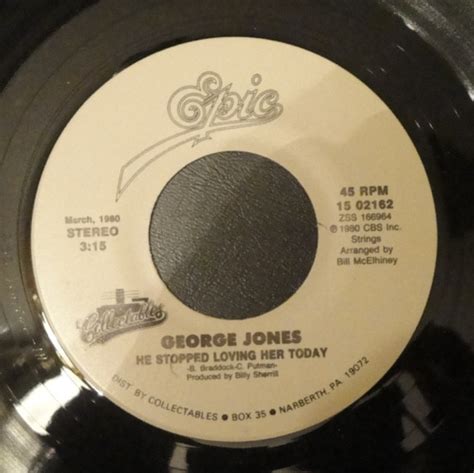 Epic
March, 1980
STEREO
3:15
45 RPM
15 02162
ZSS 166964
℗1980 CBS Inc.
Strings
Arranged by
Bill McElhiney
Collectables
GEORGE JONES
HE STOPPED LOVING HER TODAY
-B. Braddock-C. Putman-
Produced by Billy Sherrill
DIST. BY COLLECTABLES • BOX 35 • NARBERTH, PA 19072